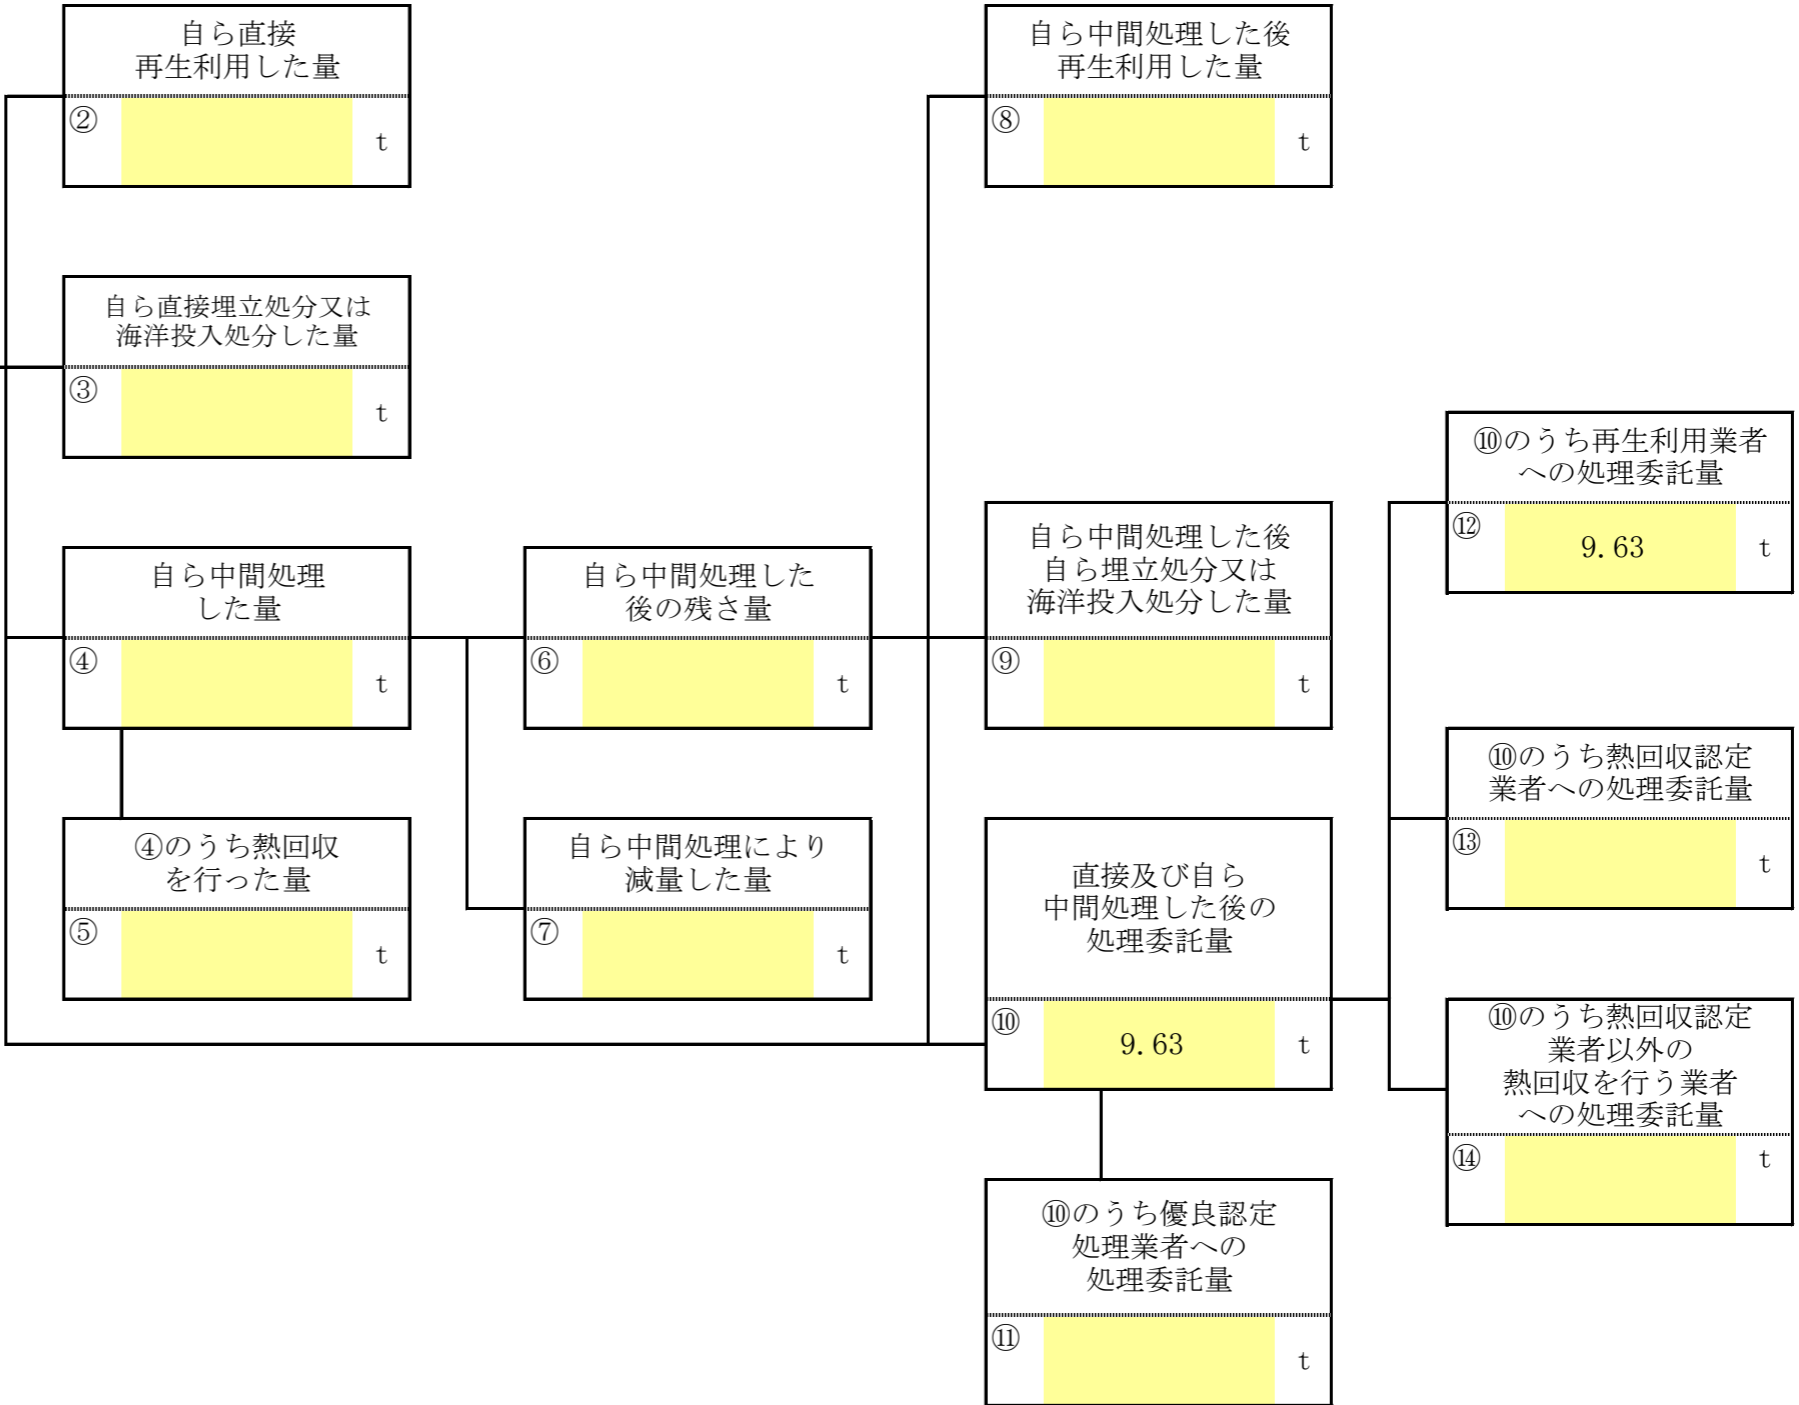 自ら直接
再生利用した量
②
t
自ら中間処理した後
再生利用した量
⑧
t
自ら直接埋立処分又は
海洋投入処分した量
③
t
⑩のうち再生利用業者
への処理委託量
⑫
9.63
t
自ら中間処理
した量
④
t
自ら中間処理した
後の残さ量
⑥
t
自ら中間処理した後
自ら埋立処分又は
海洋投入処分した量
⑨
t
⑩のうち熱回収認定
業者への処理委託量
⑬
t
④のうち熱回収
を行った量
⑤
t
自ら中間処理により
減量した量
⑦
t
直接及び自ら
中間処理した後の
処理委託量
⑩
9.63
t
⑩のうち熱回収認定
業者以外の
熱回収を行う業者
への処理委託量
⑭
t
⑩のうち優良認定
処理業者への
処理委託量
⑪
t